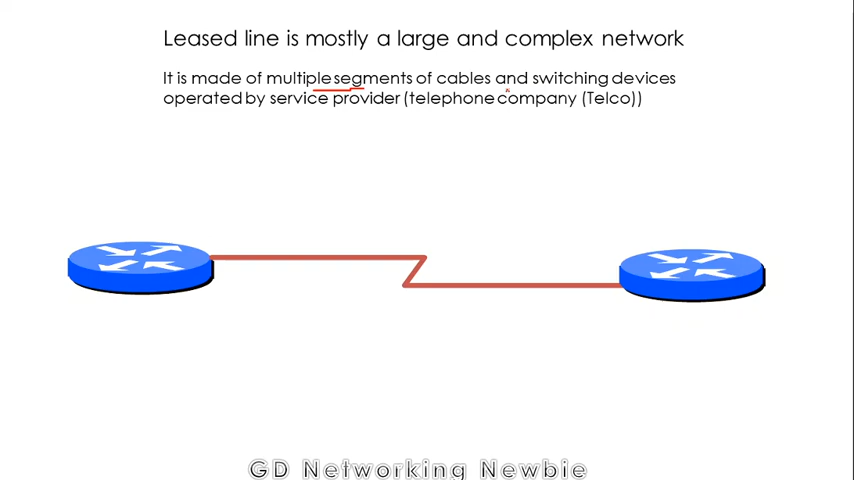 Leased line is mostly a large and complex network
It is made of multiple segments of cables and switching devices
operated by service provider (telephone company (Telco))
GD Networking Newbie